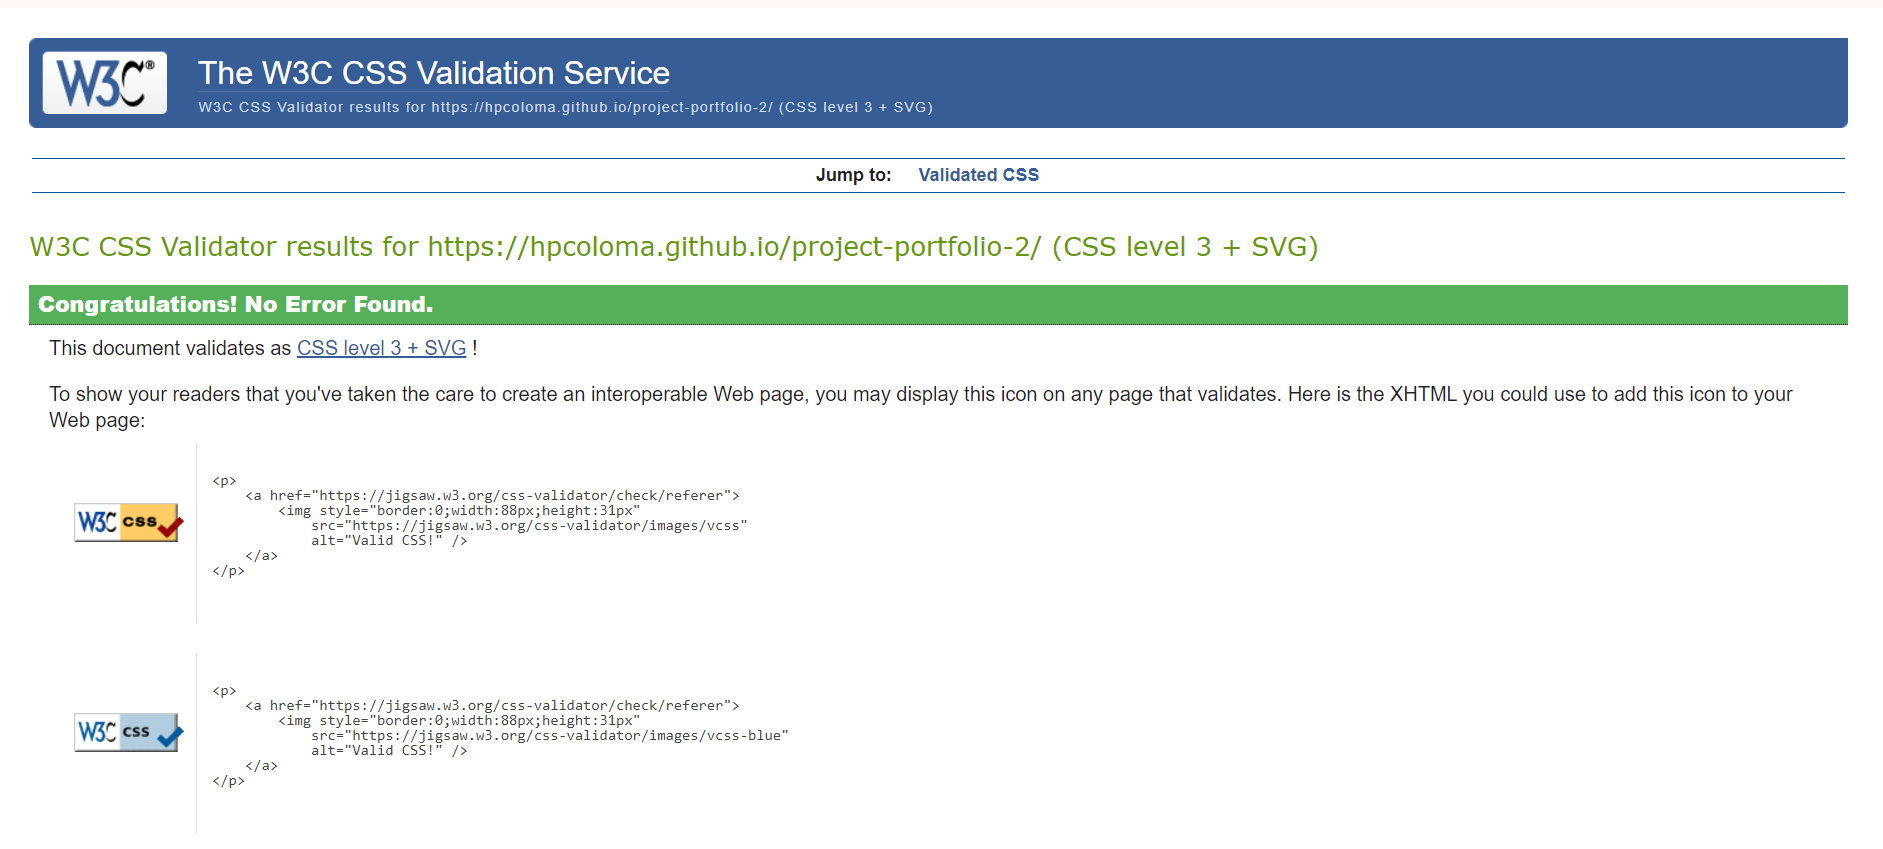 W3C®
The W3C CSS Validation Service
W3C CSS Validator results for https://hpcoloma.github.io/project-portfolio-2/ (CSS level 3 + SVG)
Jump to: Validated CSS
W3C CSS Validator results for https://hpcoloma.github.io/project-portfolio-2/ (CSS level 3 + SVG)
Congratulations! No Error Found.
This document validates as CSS level 3 + SVG !
To show your readers that you've taken the care to create an interoperable Web page, you may display this icon on any page that validates. Here is the XHTML you could use to add this icon to your
Web page:
W3C css
<p>
    <a href="https://jigsaw.w3.org/css-validator/check/referer">
        <img style="border:0;width:88px;height:31px"
            src="https://jigsaw.w3.org/css-validator/images/vcss"
            alt="Valid CSS!" />
    </a>
</p>
W3C css
<p>
    <a href="https://jigsaw.w3.org/css-validator/check/referer">
        <img style="border:0;width:88px;height:31px"
            src="https://jigsaw.w3.org/css-validator/images/vcss-blue"
            alt="Valid CSS!" />
    </a>
</p>